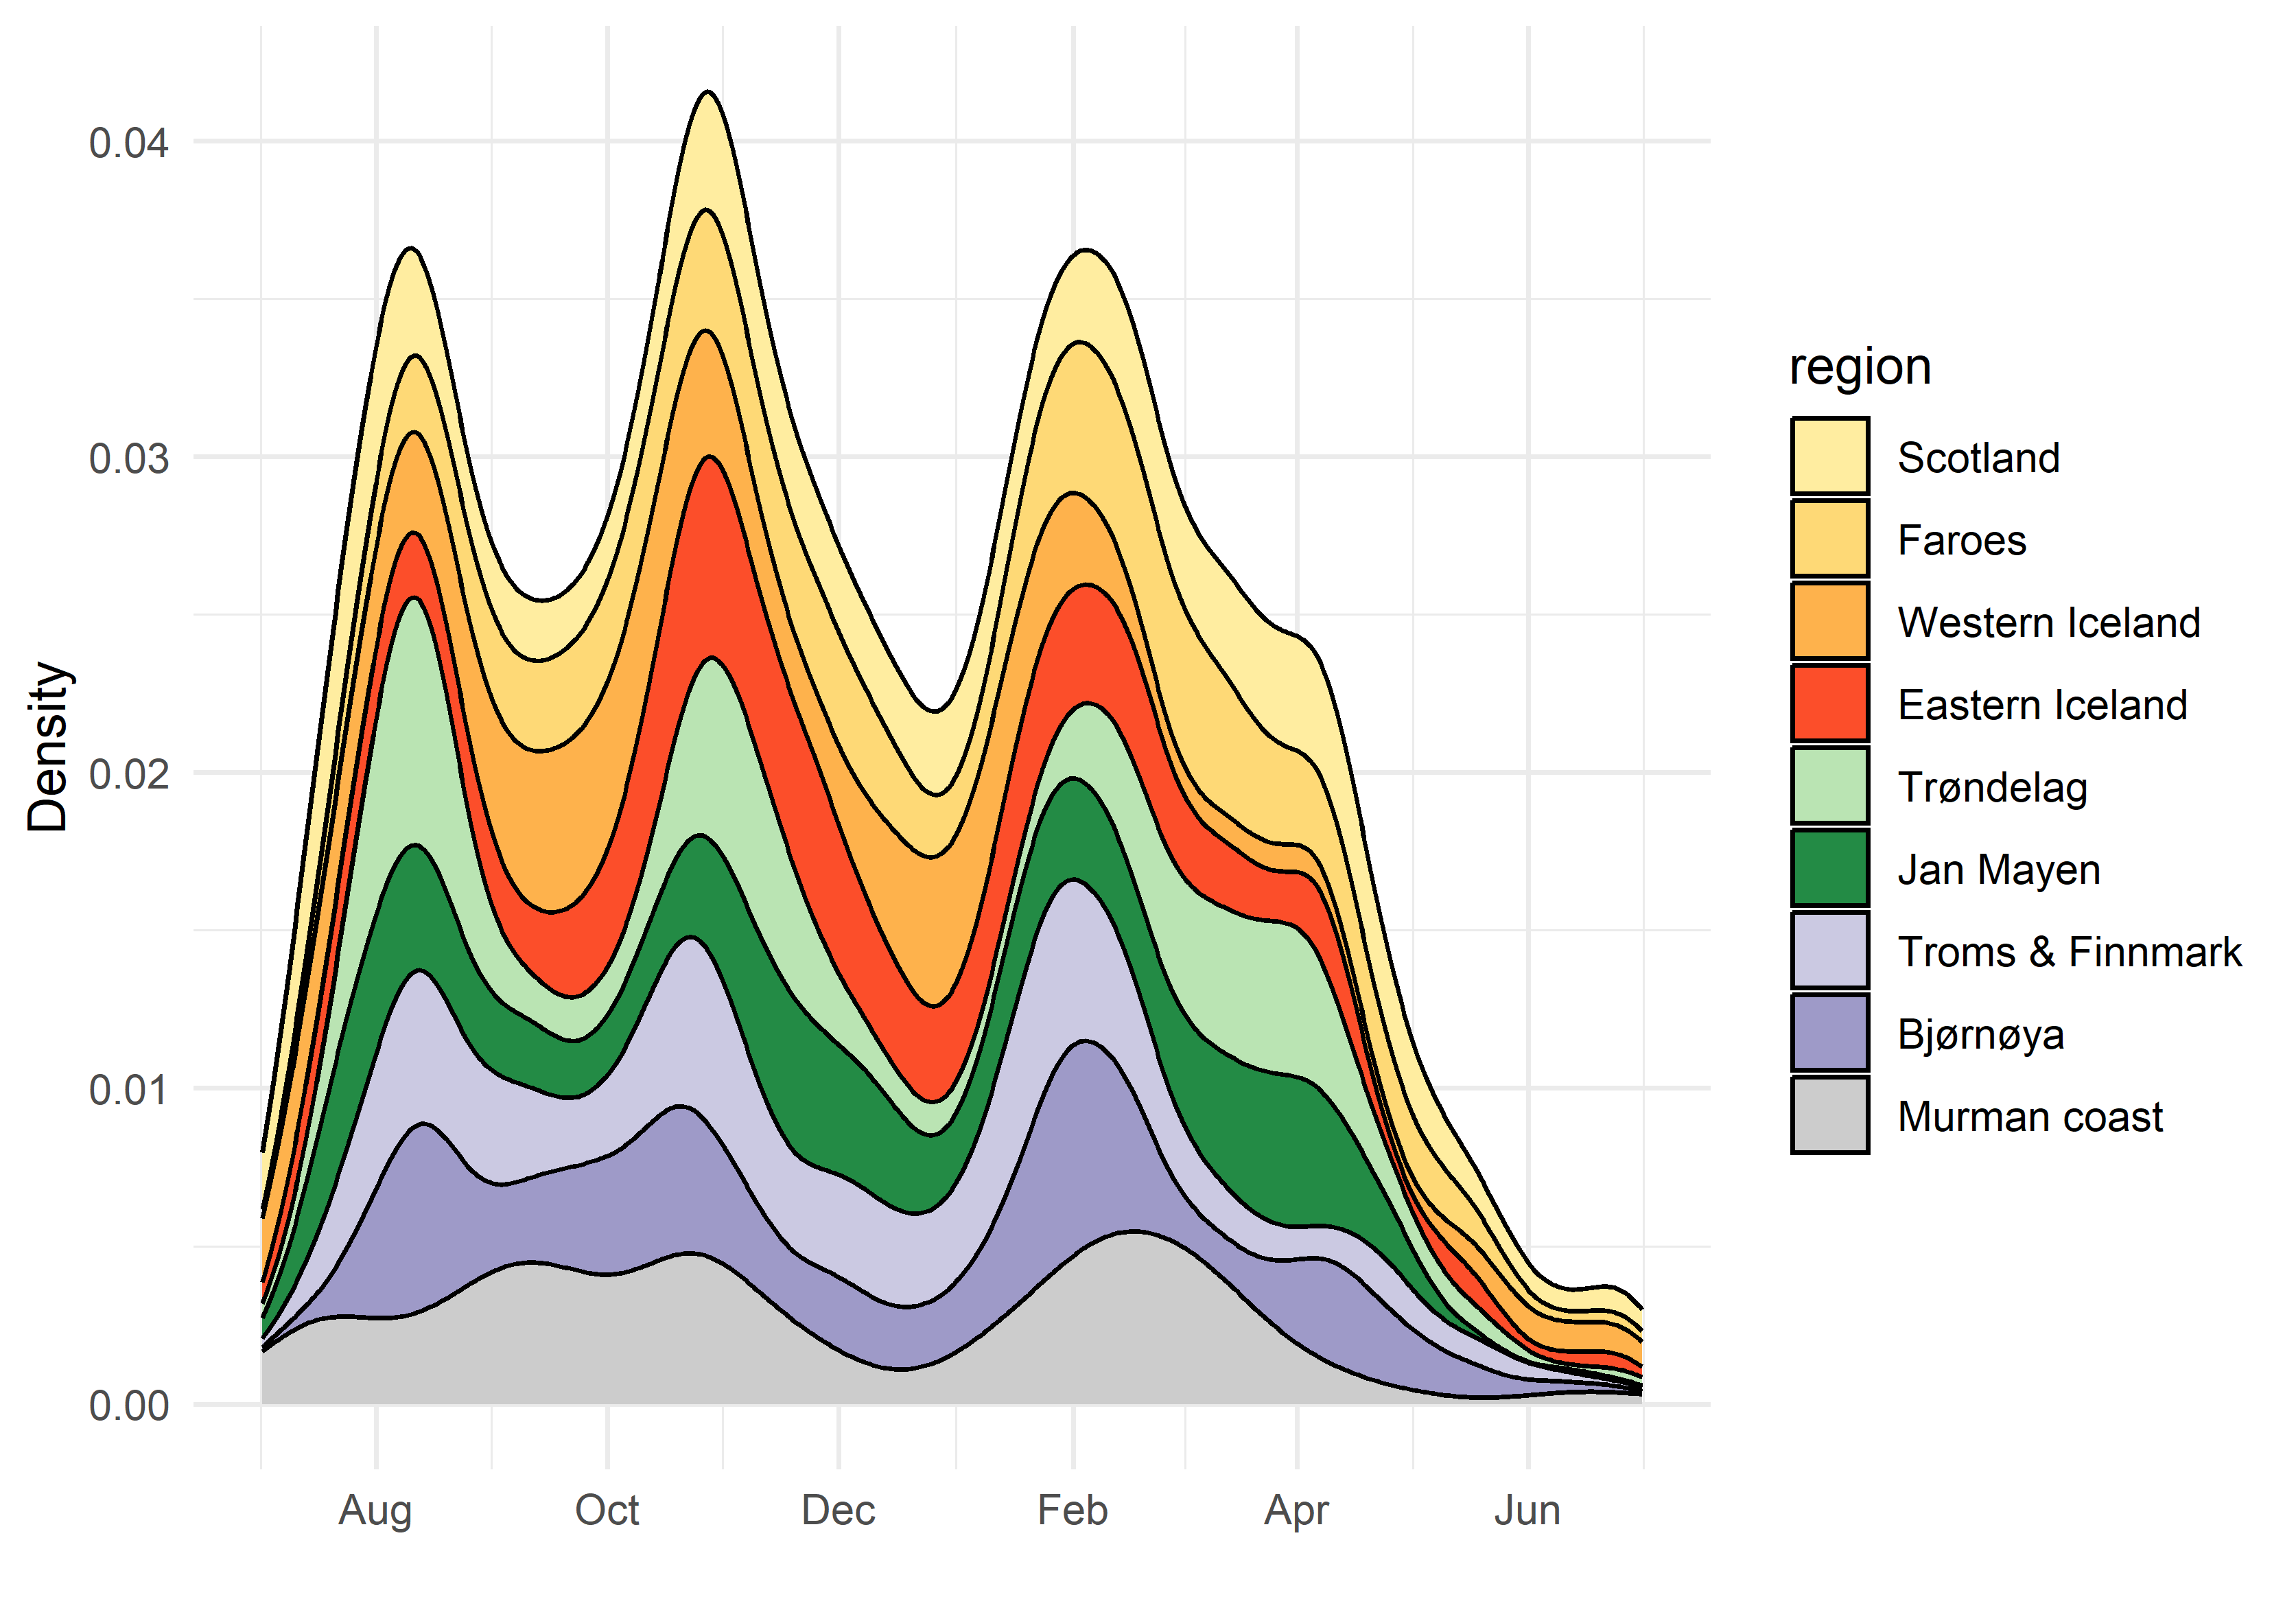 Density
0.04
0.03
0.02
0.01
0.00
Aug
Oct
Dec
Feb
Apr
Jun
region
Scotland
Faroes
Western Iceland
Eastern Iceland
Trøndelag
Jan Mayen
Troms & Finnmark
Bjørnøya
Murman coast